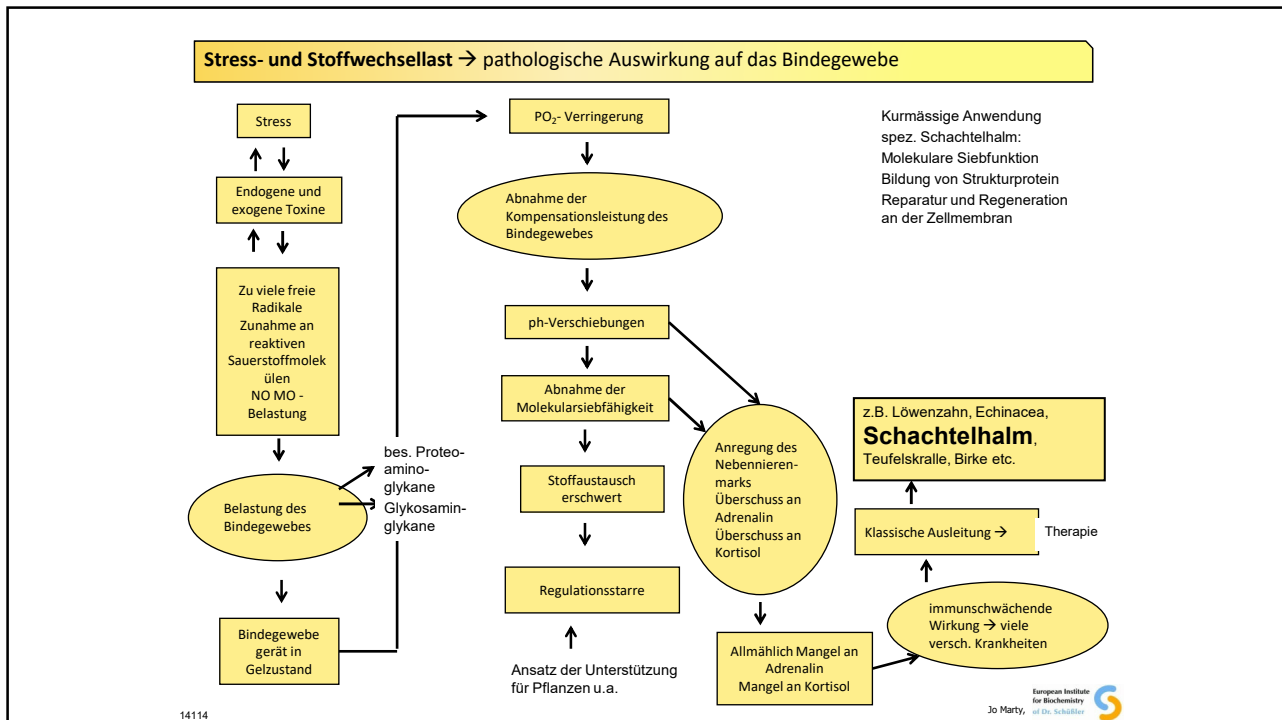 Stress- und Stoffwechsellast → pathologische Auswirkung auf das Bindegewebe
Stress
Endogene und
exogene Toxine
Zu viele freie
Radikale
Zunahme an
reaktiven
Sauerstoffmolek
ülen
NO MO -
Belastung
Belastung des
Bindegewebes
bes. Proteo-
amino-
glykane
Glykosamin-
glykane
Bindegewebe
gerät in
Gelzustand
PO₂- Verringerung
Abnahme der
Kompensationsleistung des
Bindegewebes
ph-Verschiebungen
Abnahme der
Molekularsiebfähigkeit
Stoffaustausch
erschwert
Regulationsstarre
Ansatz der Unterstützung
für Pflanzen u.a.
Anregung des
Nebennieren-
marks
Überschuss an
Adrenalin
Überschuss an
Kortisol
Allmählich Mangel an
Adrenalin
Mangel an Kortisol
immunschwächende
Wirkung → viele
versch. Krankheiten
Klassische Ausleitung →
Therapie
z.B. Löwenzahn, Echinacea,
Schachtelhalm,
Teufelskralle, Birke etc.
Kurmässige Anwendung
spez. Schachtelhalm:
Molekulare Siebfunktion
Bildung von Strukturprotein
Reparatur und Regeneration
an der Zellmembran
14114
Jo Marty,
European Institute
for Biochemistry
of Dr. Schüßler